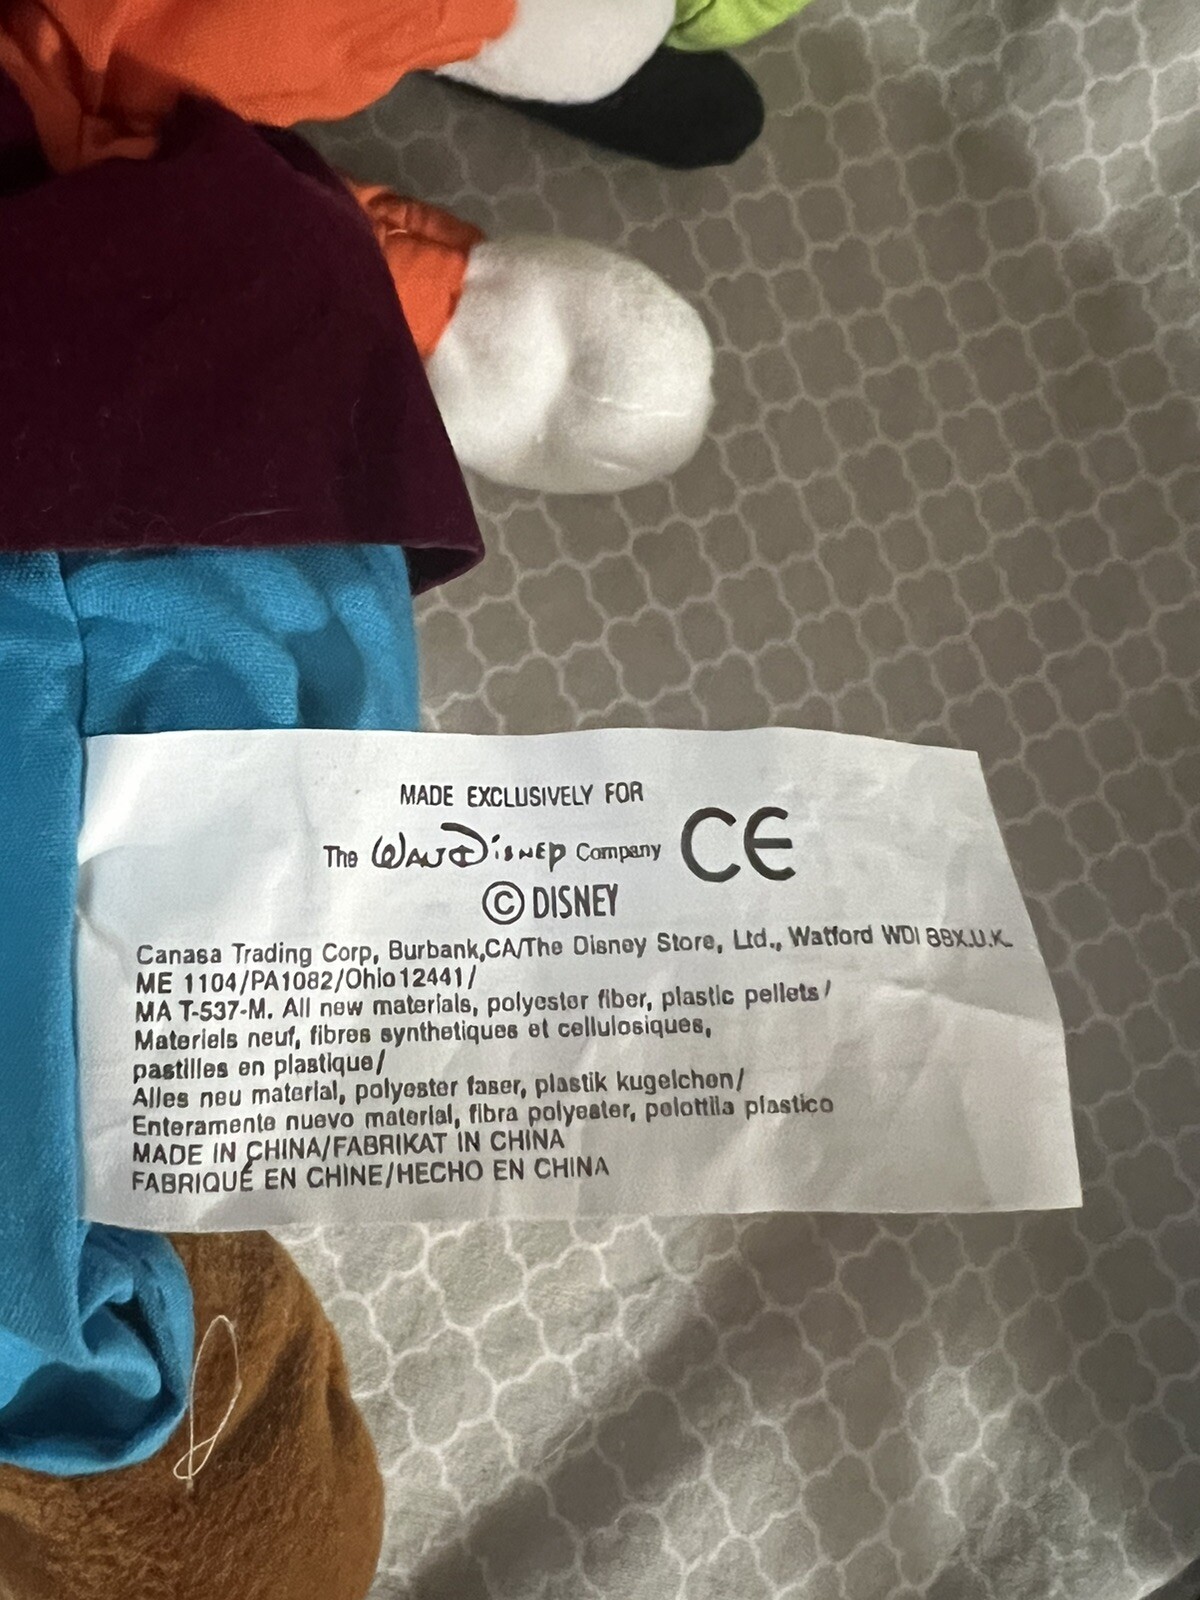 MADE EXCLUSIVELY FOR
The WALT DISNEY Company CE
© DISNEY
Canasa Trading Corp, Burbank,CA/The Disney Store, Ltd., Watford WDI 88X.U.K.
ME 1104/PA1082/Ohio12441/
MA T-537-M. All new materials, polyester fiber, plastic pellets/
Materiels neuf, fibres synthetiques et cellulosiques,
pastilles en plastique/
Alles neu material, polyester faser, plastik kugelchen/
Enteramente nuevo material, fibra polyester, pelottila plastico
MADE IN CHINA/FABRIKAT IN CHINA
FABRIQUÉ EN CHINE/HECHO EN CHINA